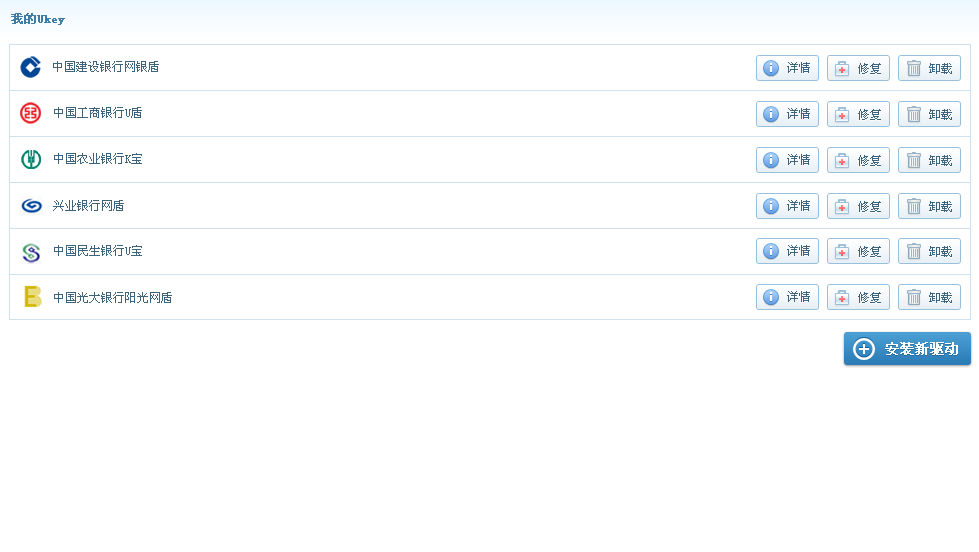 我的Ukey
中国建设银行网银盾 详情 修复 卸载
中国工商银行U盾 详情 修复 卸载
中国农业银行K宝 详情 修复 卸载
兴业银行网盾 详情 修复 卸载
中国民生银行U宝 详情 修复 卸载
中国光大银行阳光网盾 详情 修复 卸载
安装新驱动